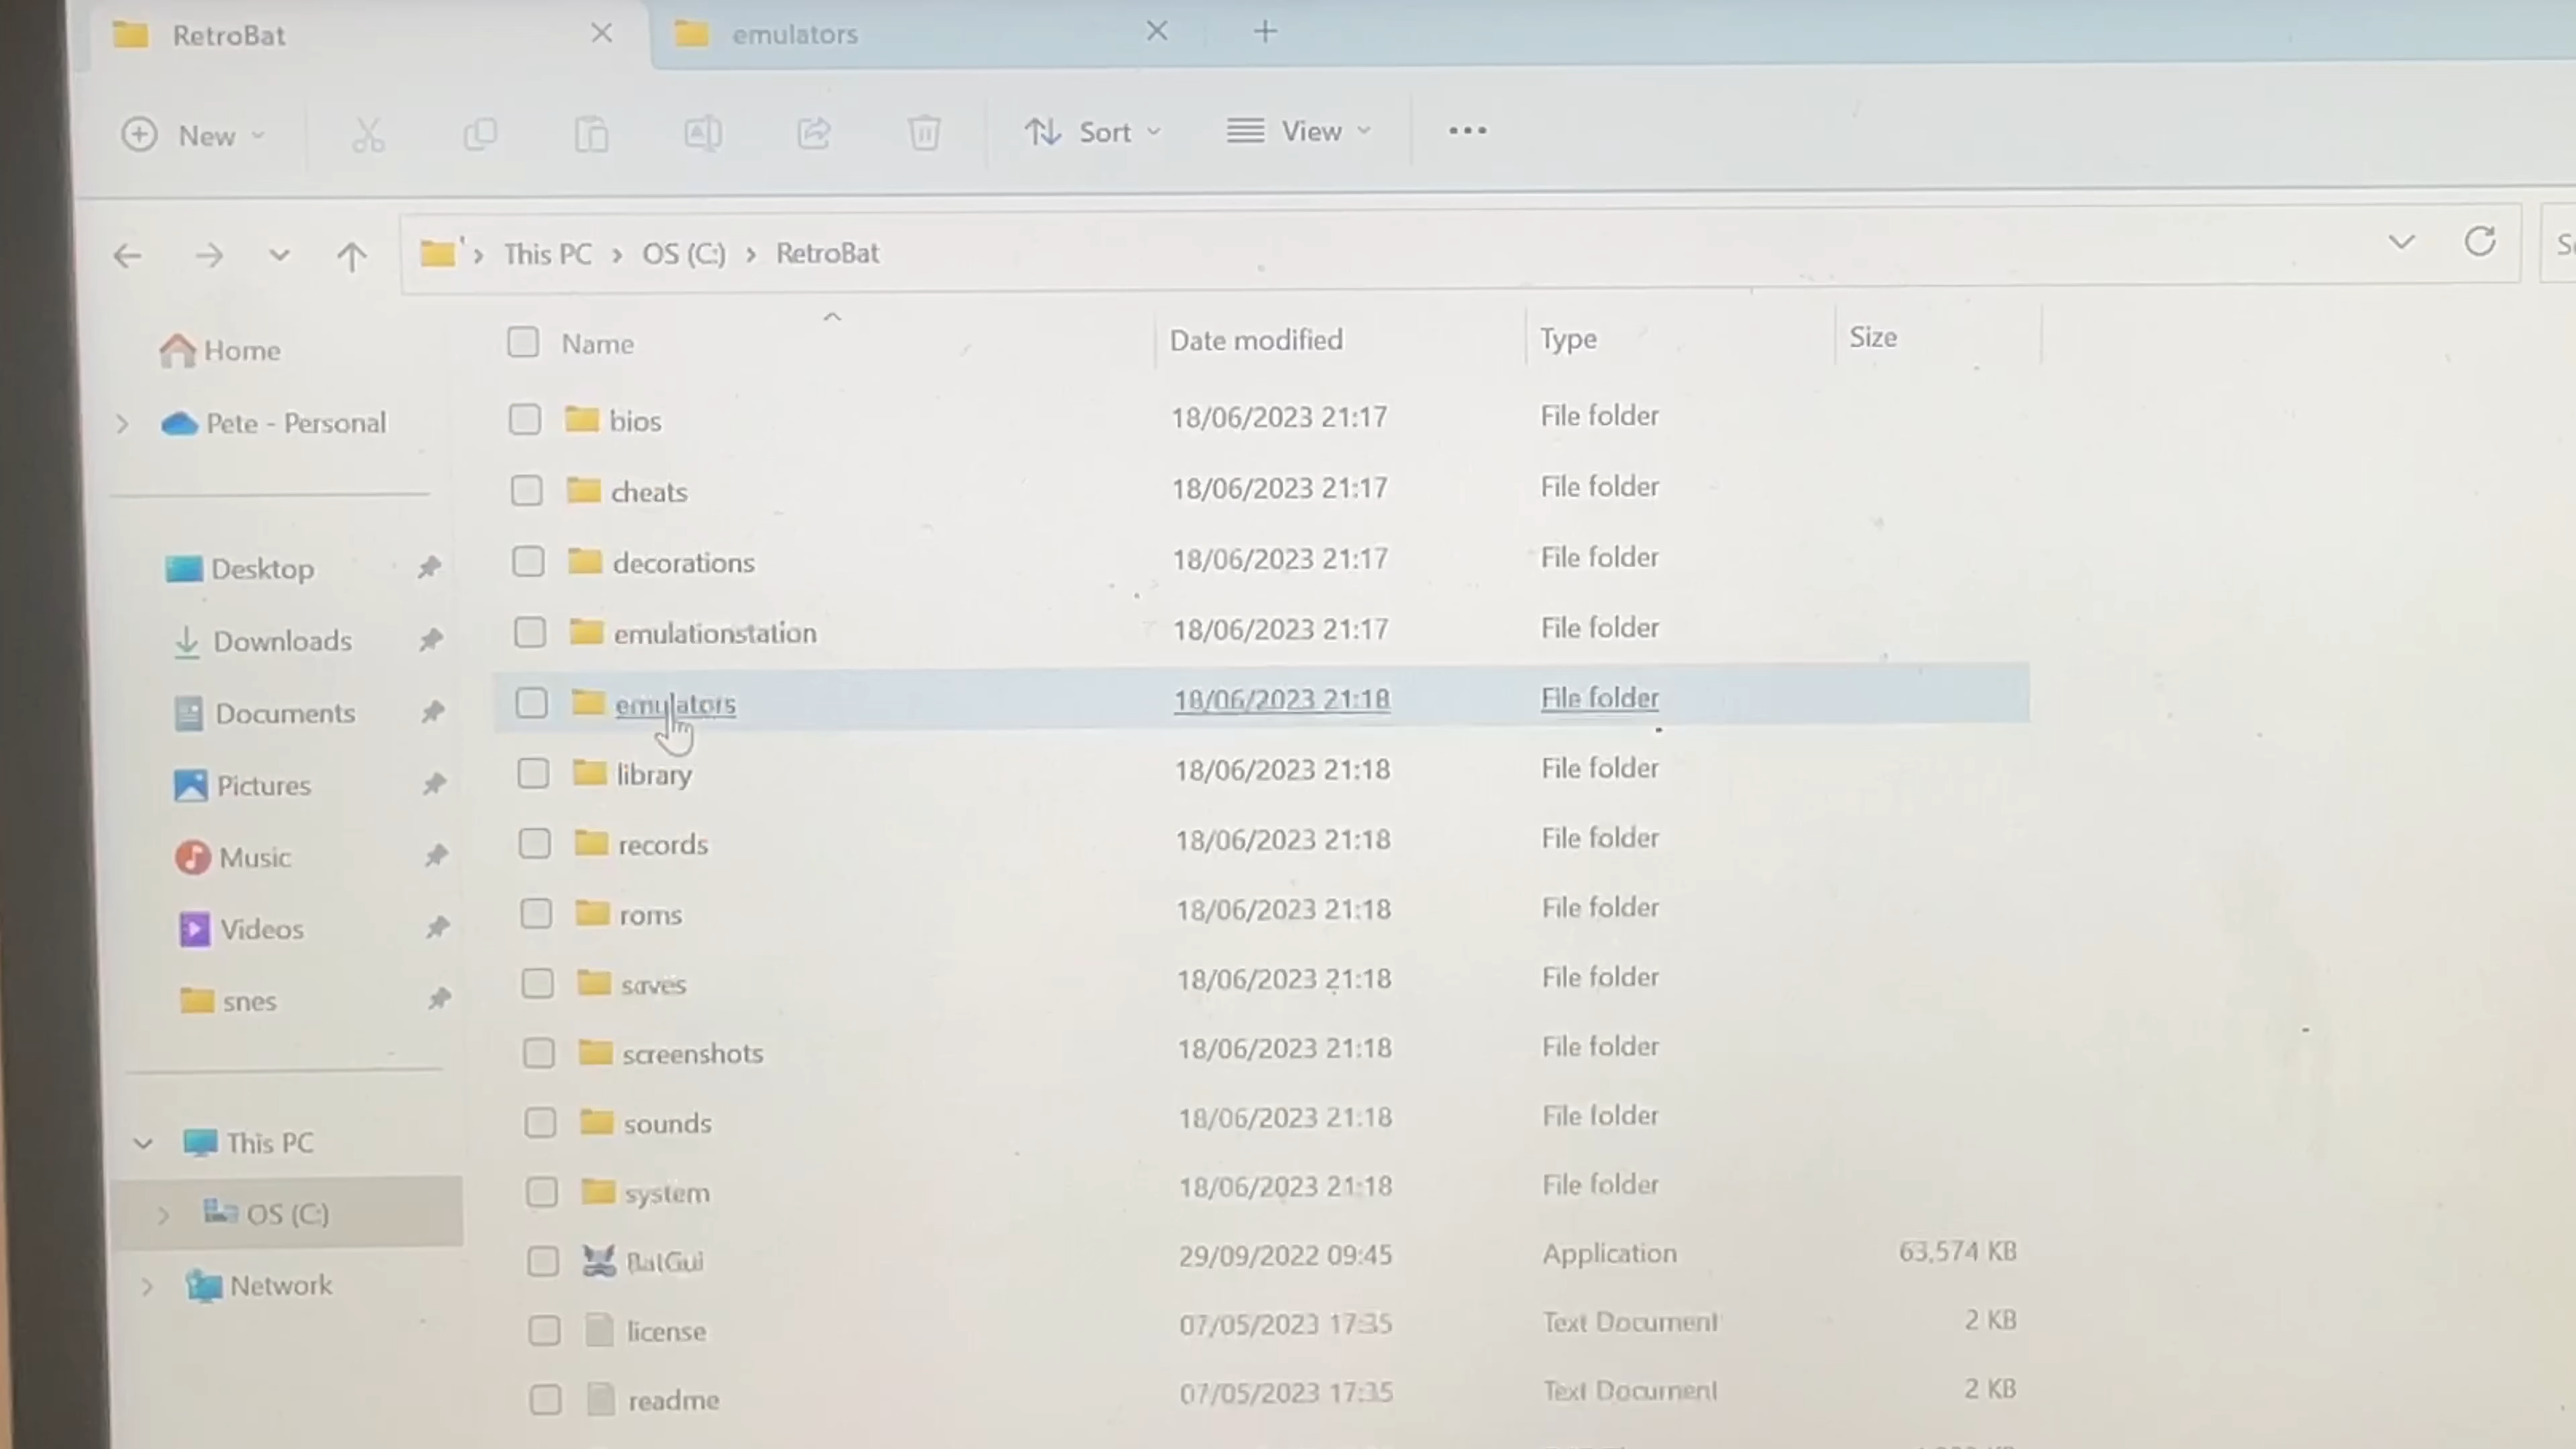 RetroBat
emulators
New
Sort
View
This PC > OS (C:) > RetroBat
Home
Pete - Personal
Desktop
Downloads
Documents
Pictures
Music
Videos
snes
This PC
OS (C:)
Network
Name Date modified Type Size
bios 18/06/2023 21:17 File folder
cheats 18/06/2023 21:17 File folder
decorations 18/06/2023 21:17 File folder
emulationstation 18/06/2023 21:17 File folder
emulators 18/06/2023 21:18 File folder
library 18/06/2023 21:18 File folder
records 18/06/2023 21:18 File folder
roms 18/06/2023 21:18 File folder
saves 18/06/2023 21:18 File folder
screenshots 18/06/2023 21:18 File folder
sounds 18/06/2023 21:18 File folder
system 18/06/2023 21:18 File folder
BatGui 29/09/2022 09:45 Application 63,574 KB
license 07/05/2023 17:35 Text Document 2 KB
readme 07/05/2023 17:35 Text Document 2 KB